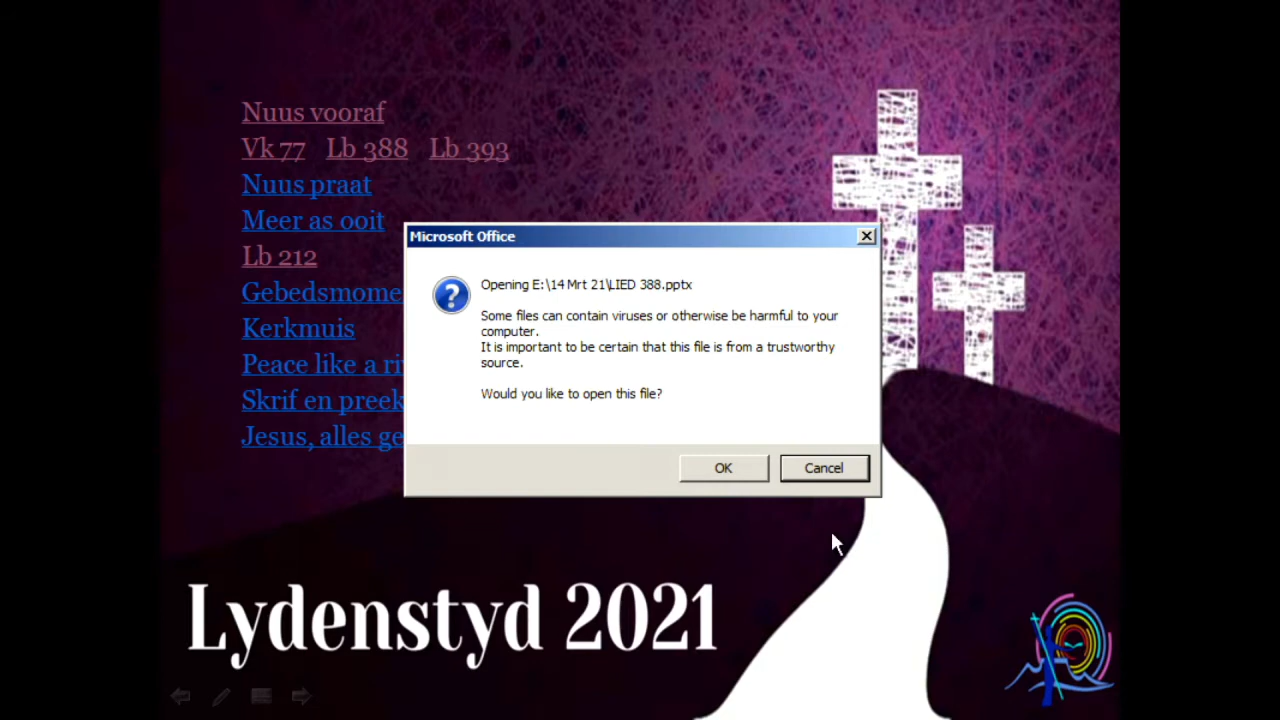 Nuus vooraf
Vk 77 Lb 388 Lb 393
Nuus praat
Meer as ooit
Lb 212
Gebedsmome
Kerkmuis
Peace like a ri
Skrif en preek
Jesus, alles ge
Microsoft Office
Opening E:\14 Mrt 21\LIED 388.pptx
Some files can contain viruses or otherwise be harmful to your
computer.
It is important to be certain that this file is from a trustworthy
source.
Would you like to open this file?
OK Cancel
Lydenstyd 2021